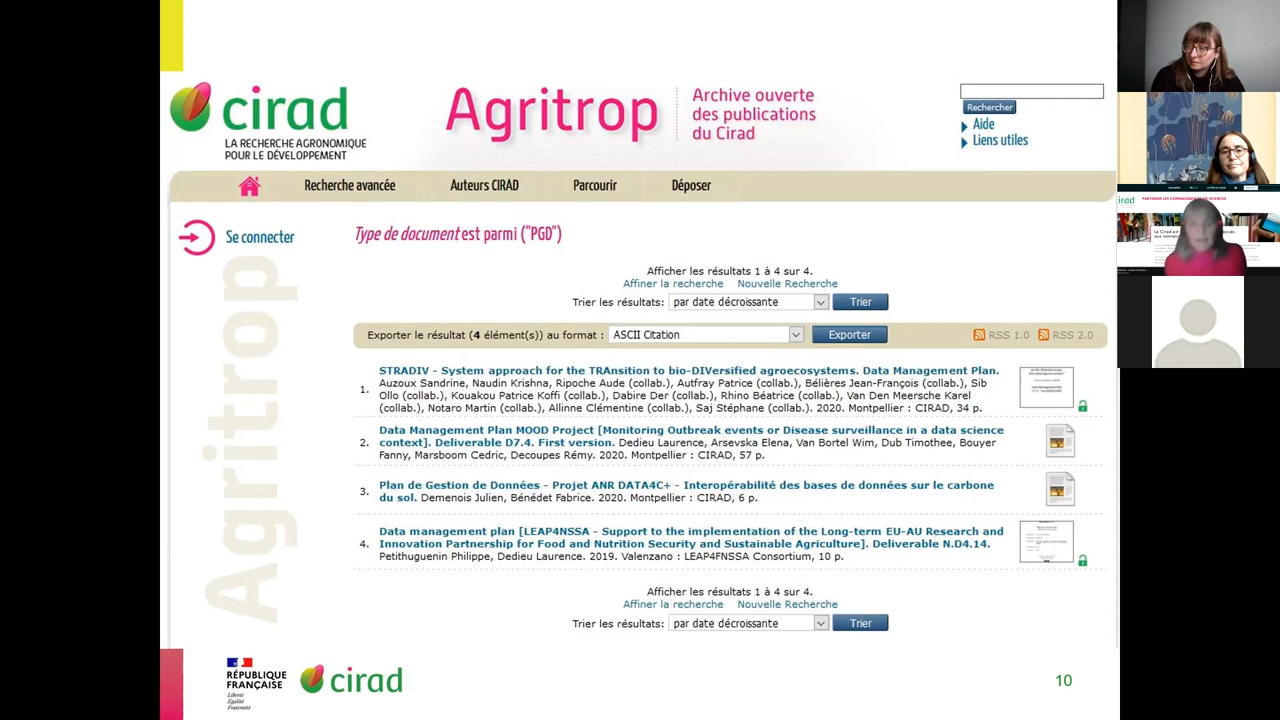 cirad
LA RECHERCHE AGRONOMIQUE
POUR LE DÉVELOPPEMENT
Agritrop
Archive ouverte
des publications
du Cirad
Rechercher
Aide
Liens utiles
Recherche avancée Auteurs CIRAD Parcourir Déposer
Se connecter
Agritrop
Type de document est parmi ("PGD")
Afficher les résultats 1 à 4 sur 4.
Affiner la recherche Nouvelle Recherche
Trier les résultats: par date décroissante Trier
Exporter le résultat (4 élément(s)) au format : ASCII Citation Exporter RSS 1.0 RSS 2.0
1. STRADIV - System approach for the TRAnsition to bio-DIVersified agroecosystems. Data Management Plan.
Auzoux Sandrine, Naudin Krishna, Ripoche Aude (collab.), Autfray Patrice (collab.), Bélières Jean-François (collab.), Sib
Ollo (collab.), Kouakou Patrice Koffi (collab.), Dabire Der (collab.), Rhino Béatrice (collab.), Van Den Meersche Karel
(collab.), Notaro Martin (collab.), Allinne Clémentine (collab.), Saj Stéphane (collab.). 2020. Montpellier : CIRAD, 34 p.
2. Data Management Plan MOOD Project [Monitoring Outbreak events or Disease surveillance in a data science
context]. Deliverable D7.4. First version. Dedieu Laurence, Arsevska Elena, Van Bortel Wim, Dub Timothee, Bouyer
Fanny, Marsboom Cedric, Decoupes Rémy. 2020. Montpellier : CIRAD, 57 p.
3. Plan de Gestion de Données - Projet ANR DATA4C+ - Interopérabilité des bases de données sur le carbone
du sol. Demenois Julien, Bénédet Fabrice. 2020. Montpellier : CIRAD, 6 p.
4. Data management plan [LEAP4NSSA - Support to the implementation of the Long-term EU-AU Research and
Innovation Partnership for Food and Nutrition Security and Sustainable Agriculture]. Deliverable N.D4.14.
Petithuguenin Philippe, Dedieu Laurence. 2019. Valenzano : LEAP4FNSSA Consortium, 10 p.
Afficher les résultats 1 à 4 sur 4.
Affiner la recherche Nouvelle Recherche
Trier les résultats: par date décroissante Trier
RÉPUBLIQUE
FRANÇAISE
Liberté
Égalité
Fraternité
cirad
10
cirad
PARTAGER LES CONNAISSANCES EN SCIENCES